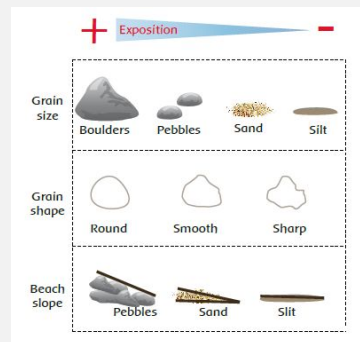 + Exposition -
Grain
size
Boulders Pebbles Sand Silt
Grain
shape
Round Smooth Sharp
Beach
slope
Pebbles Sand Slit